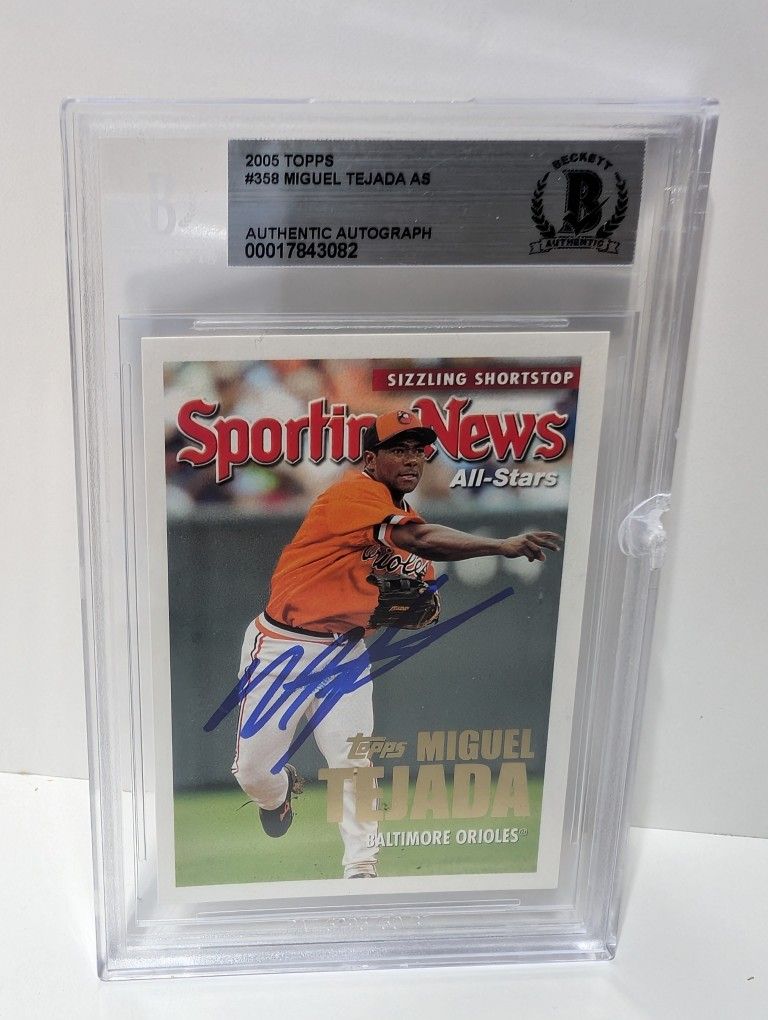 2005 TOPPS
#358 MIGUEL TEJADA AS
AUTHENTIC AUTOGRAPH
00017843082
BECKETT
B
AUTHENTIC
SIZZLING SHORTSTOP
Sporting News
All-Stars
Orioles
Topps MIGUEL
TEJADA
BALTIMORE ORIOLES